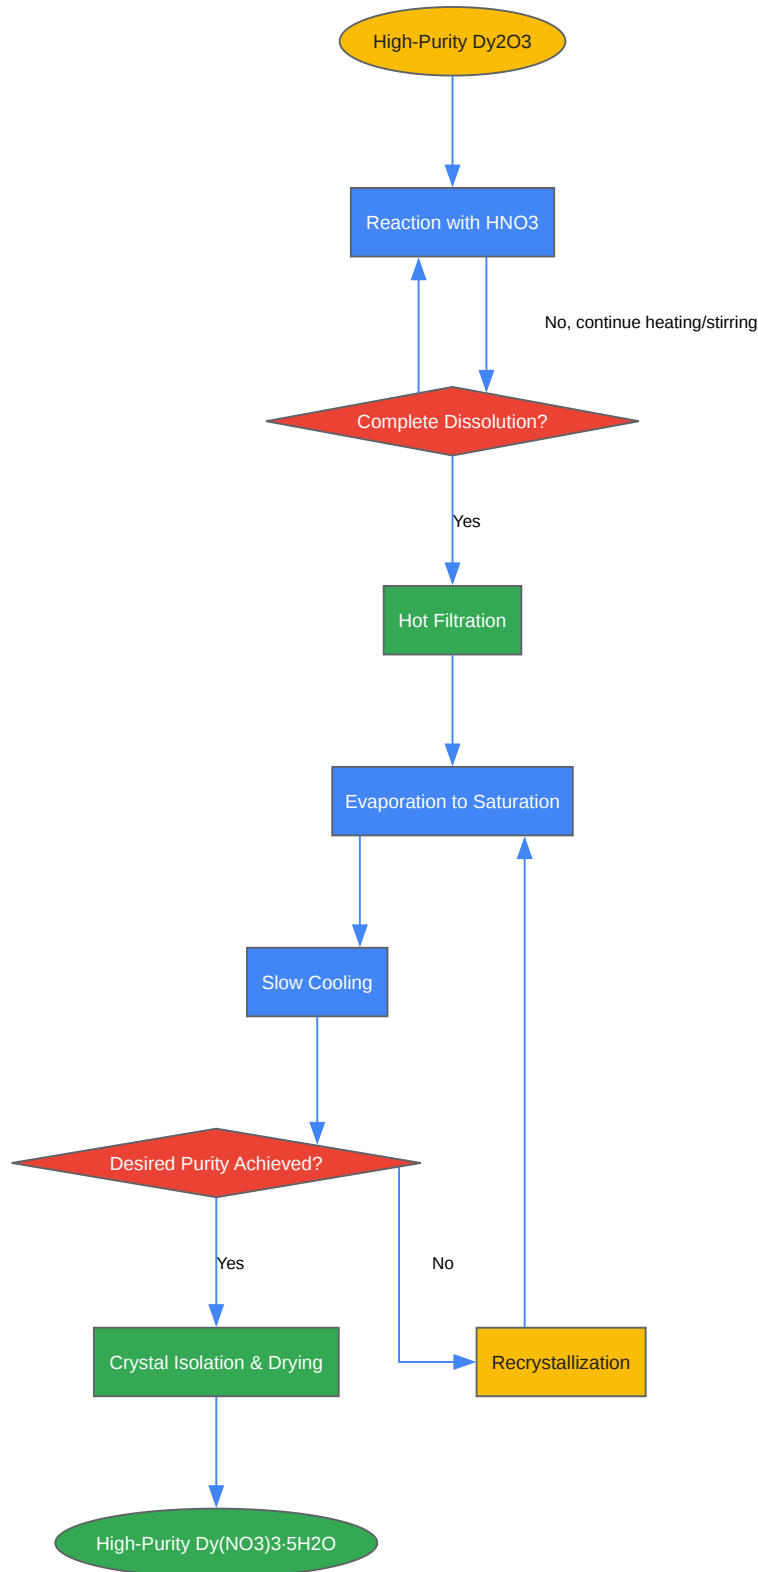 High-Purity Dy2O3
Reaction with HNO3
No, continue heating/stirring
Complete Dissolution?
Yes
Hot Filtration
Evaporation to Saturation
Slow Cooling
Desired Purity Achieved?
Yes
No
Crystal Isolation & Drying
Recrystallization
High-Purity Dy(NO3)3·5H2O